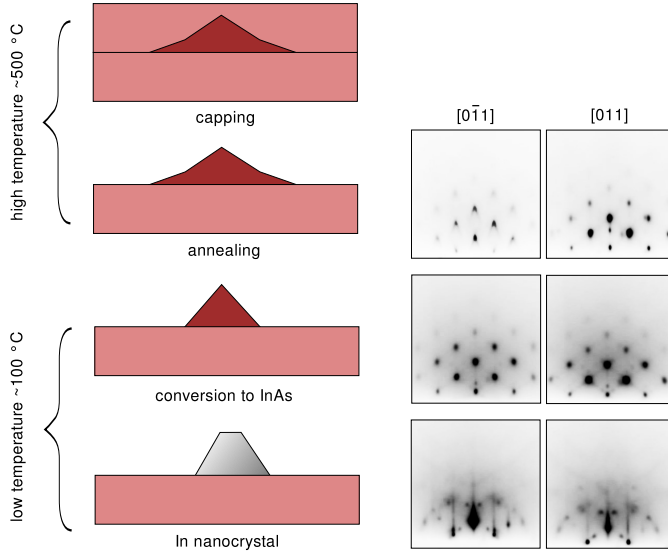 high temperature ~500 °C
capping
annealing
low temperature ~100 °C
conversion to InAs
In nanocrystal
[01̄1]
[011]